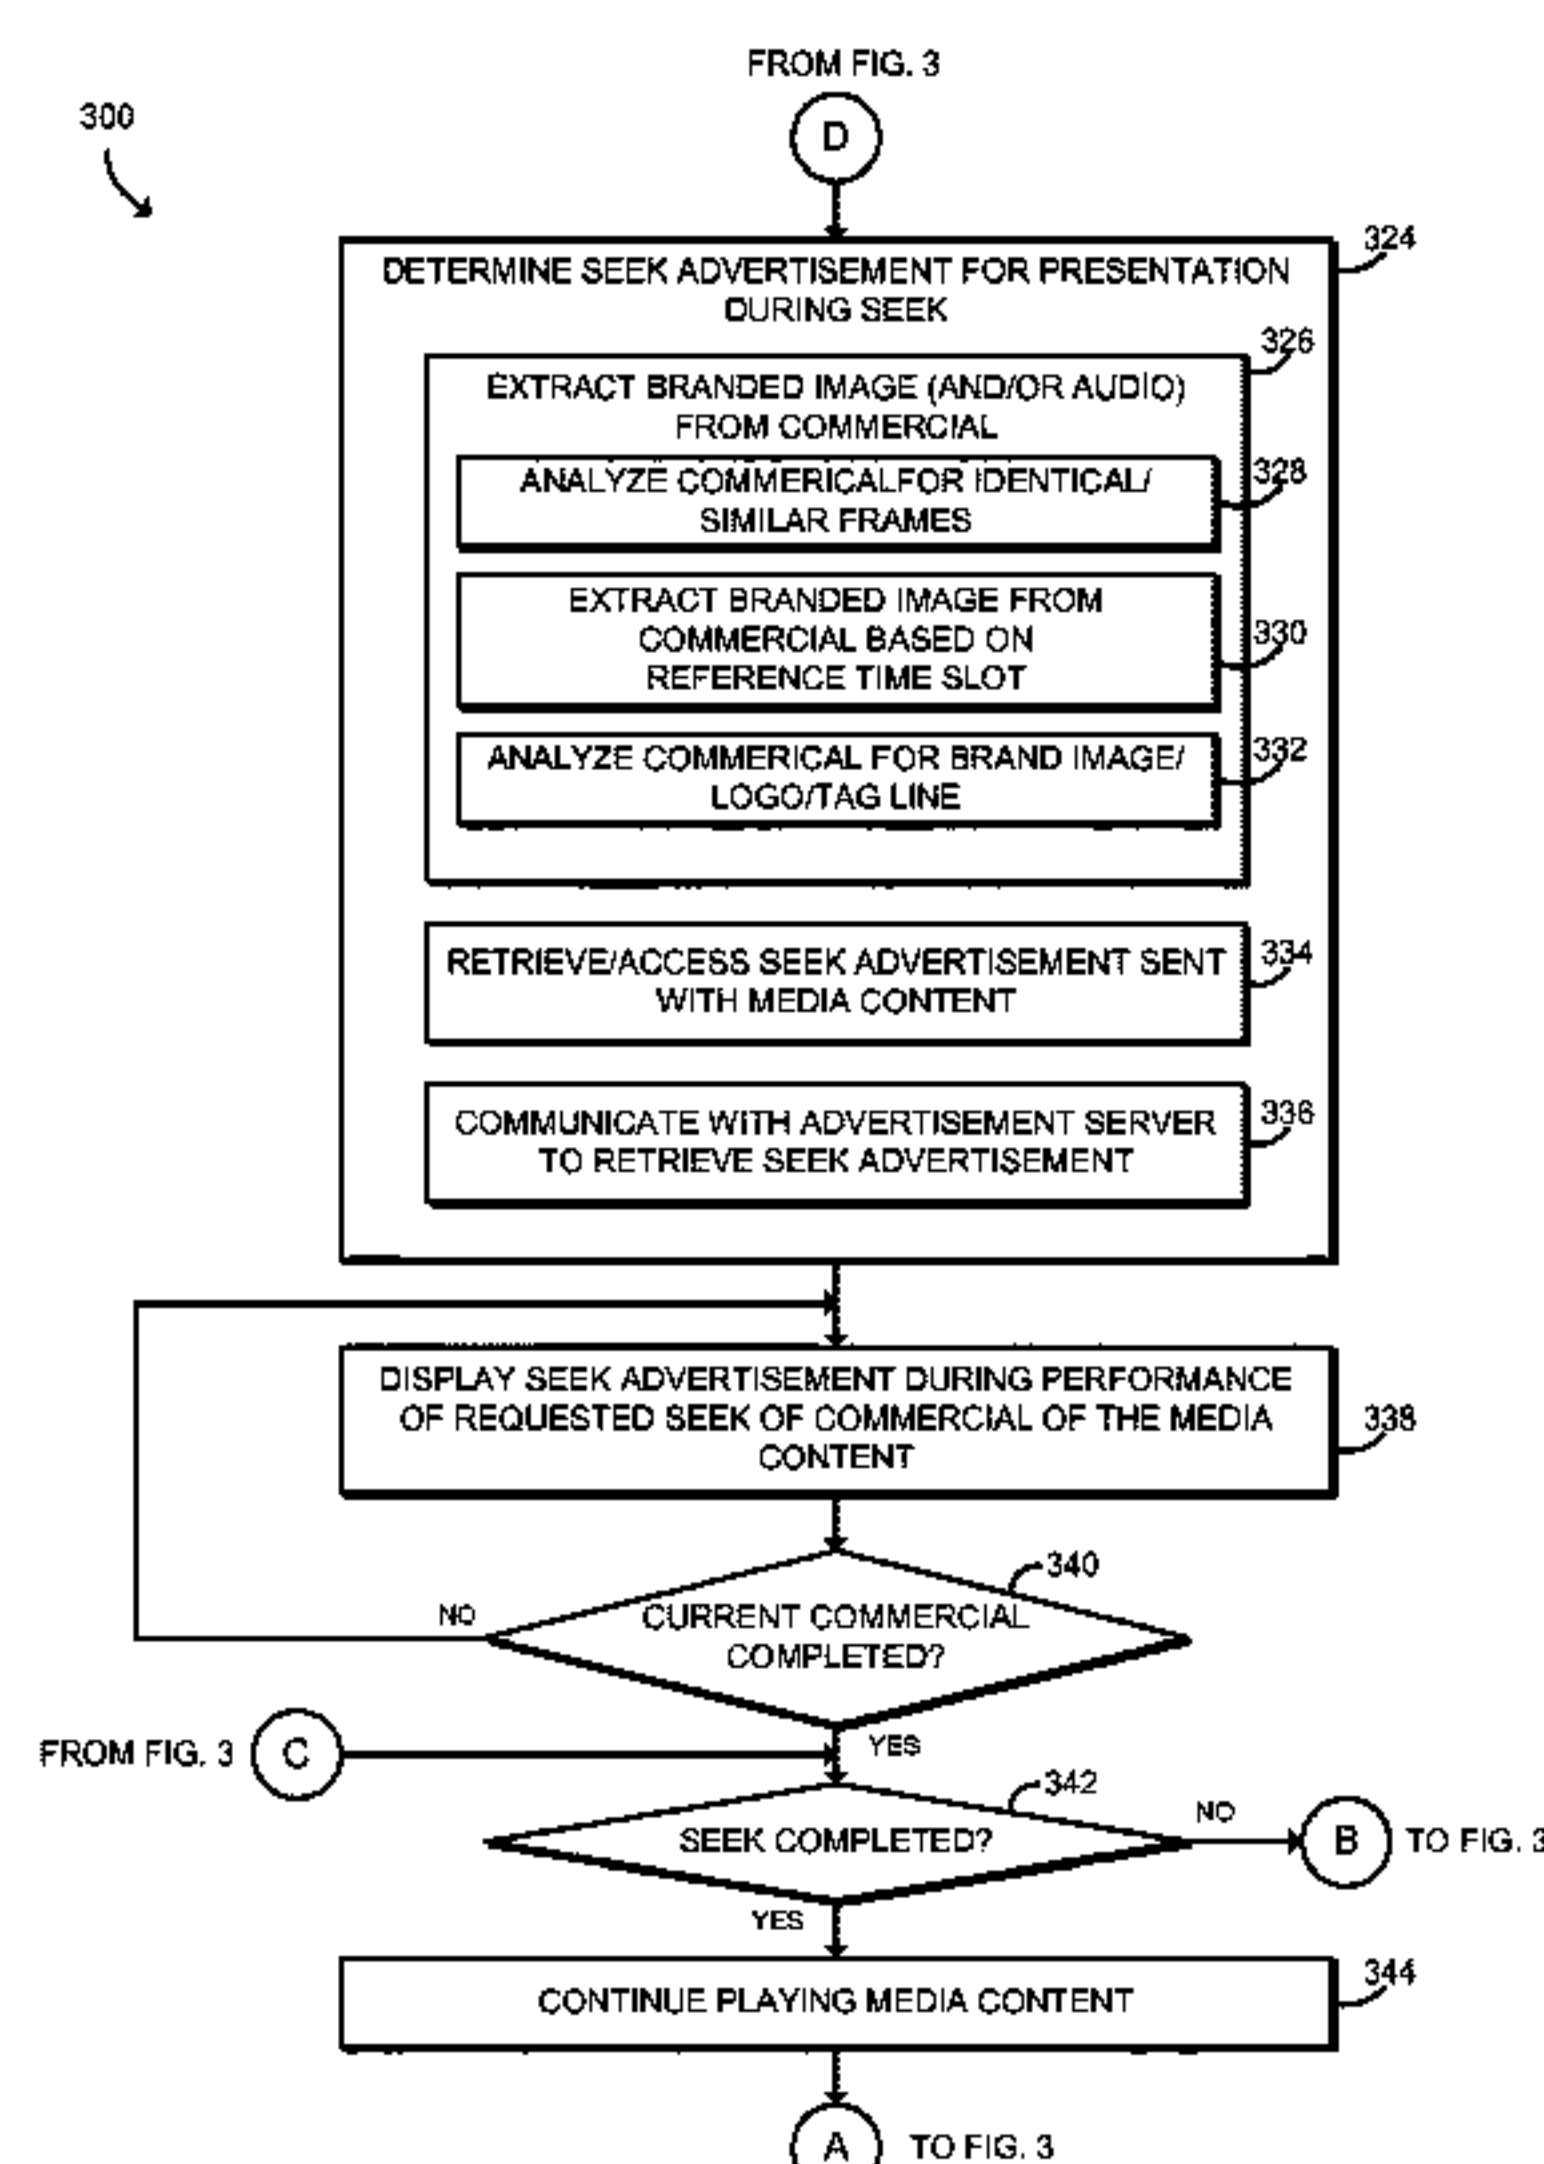 FROM FIG. 3
300
D
324
DETERMINE SEEK ADVERTISEMENT FOR PRESENTATION
DURING SEEK
326
EXTRACT BRANDED IMAGE (AND/OR AUDIO)
FROM COMMERCIAL
328
ANALYZE COMMERICALFOR IDENTICAL/
SIMILAR FRAMES
EXTRACT BRANDED IMAGE FROM
COMMERCIAL BASED ON
REFERENCE TIME SLOT
330
ANALYZE COMMERICAL FOR BRAND IMAGE/
LOGO/TAG LINE
332
RETRIEVE/ACCESS SEEK ADVERTISEMENT SENT
WITH MEDIA CONTENT
334
COMMUNICATE WITH ADVERTISEMENT SERVER
TO RETRIEVE SEEK ADVERTISEMENT
336
DISPLAY SEEK ADVERTISEMENT DURING PERFORMANCE
OF REQUESTED SEEK OF COMMERCIAL OF THE MEDIA
CONTENT
338
340
NO
CURRENT COMMERCIAL
COMPLETED?
YES
FROM FIG. 3
C
342
SEEK COMPLETED?
NO
B
TO FIG. 3
YES
344
CONTINUE PLAYING MEDIA CONTENT
A
TO FIG. 3